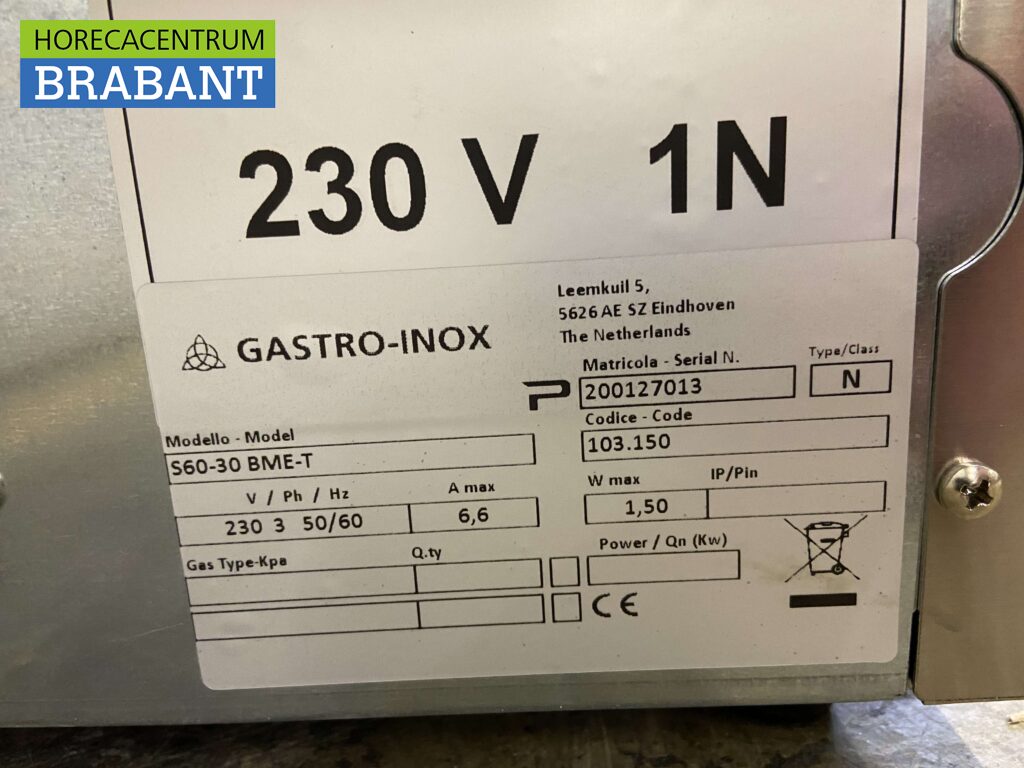 HORECACENTRUM
BRABANT
230 V 1N
GASTRO-INOX
Leemkuil 5,
5626 AE SZ Eindhoven
The Netherlands
Matricola - Serial N.
Type/Class
200127013
N
Codice - Code
103.150
Modello - Model
S60-30 BME-T
V / Ph / Hz
A max
W max
IP/Pin
230 3 50/60
6,6
1,50
Gas Type-Kpa
Q.ty
Power / Qn (Kw)
CE